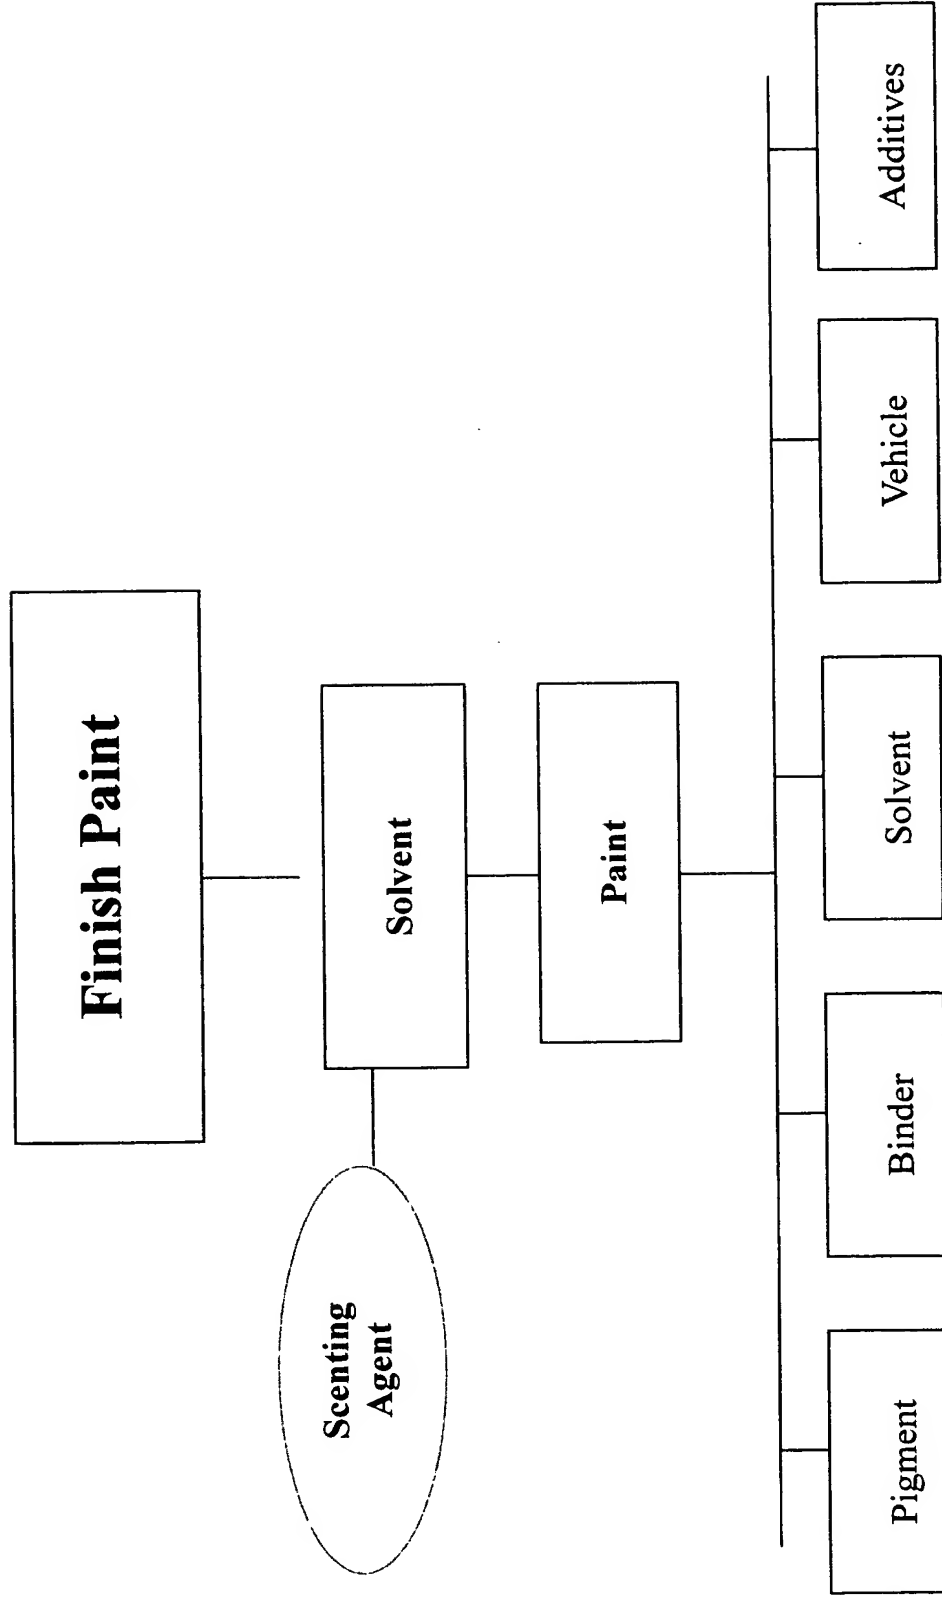 Finish Paint
Scenting
Agent
Solvent
Paint
Pigment
Binder
Solvent
Vehicle
Additives